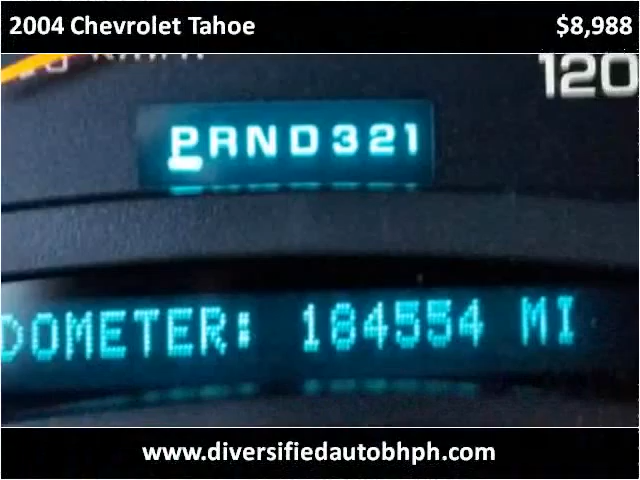 2004 Chevrolet Tahoe $8,988
120
PRND321
DOMETER: 184554 MI
www.diversifiedautobhph.com